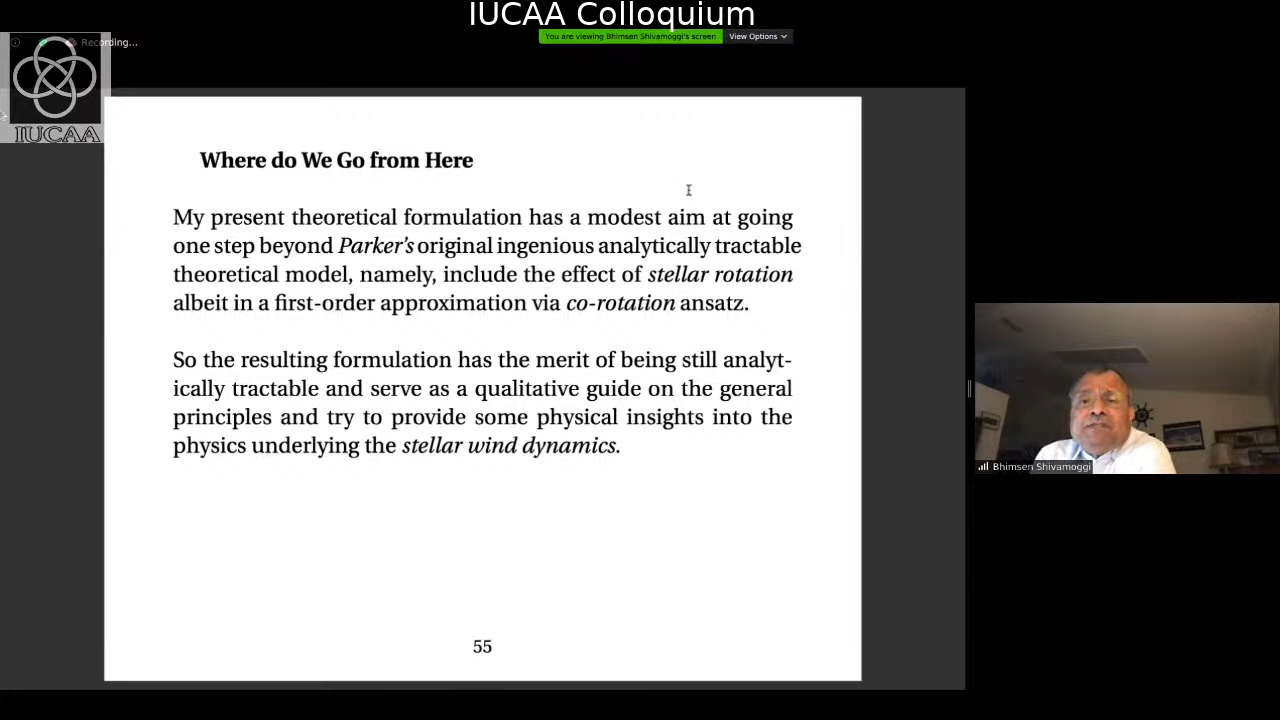 IUCAA Colloquium
You are viewing Bhimsen Shivamoggi's screen
View Options
Recording...
IUCAA
Where do We Go from Here
My present theoretical formulation has a modest aim at going
one step beyond Parker's original ingenious analytically tractable
theoretical model, namely, include the effect of stellar rotation
albeit in a first-order approximation via co-rotation ansatz.
So the resulting formulation has the merit of being still analyt-
ically tractable and serve as a qualitative guide on the general
principles and try to provide some physical insights into the
physics underlying the stellar wind dynamics.
Bhimsen Shivamoggi
55